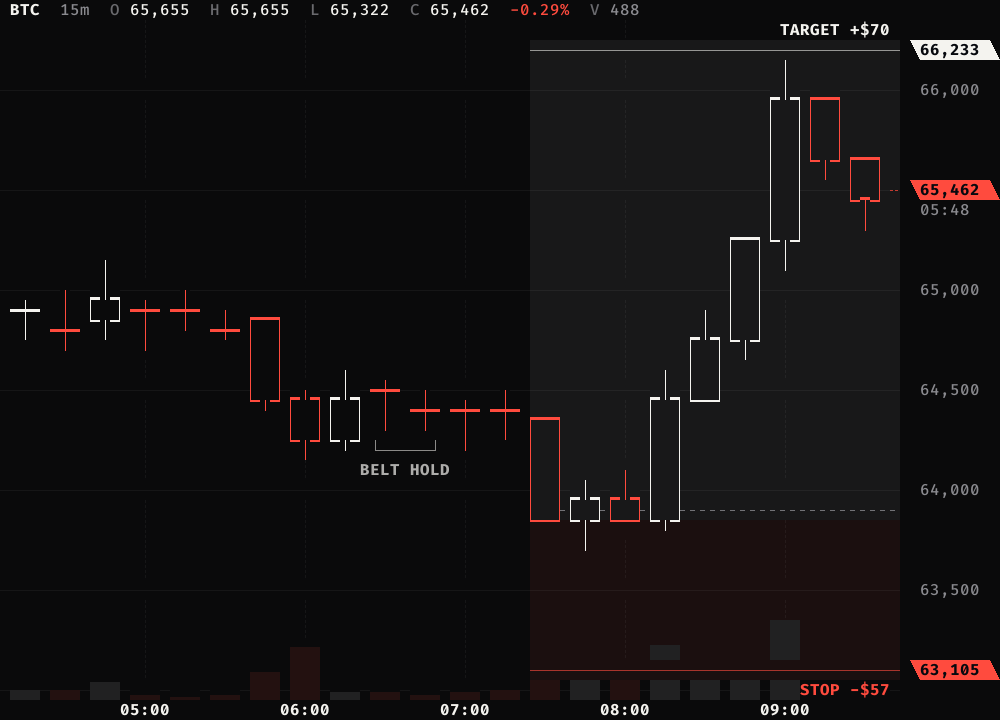 BTC 15m O 65,655 H 65,655 L 65,322 C 65,462 -0.29% V 488
TARGET +$70
66,233
66,000
65,462
05:48
65,000
64,500
BELT HOLD
64,000
63,500
63,105
STOP -$57
05:00 06:00 07:00 08:00 09:00